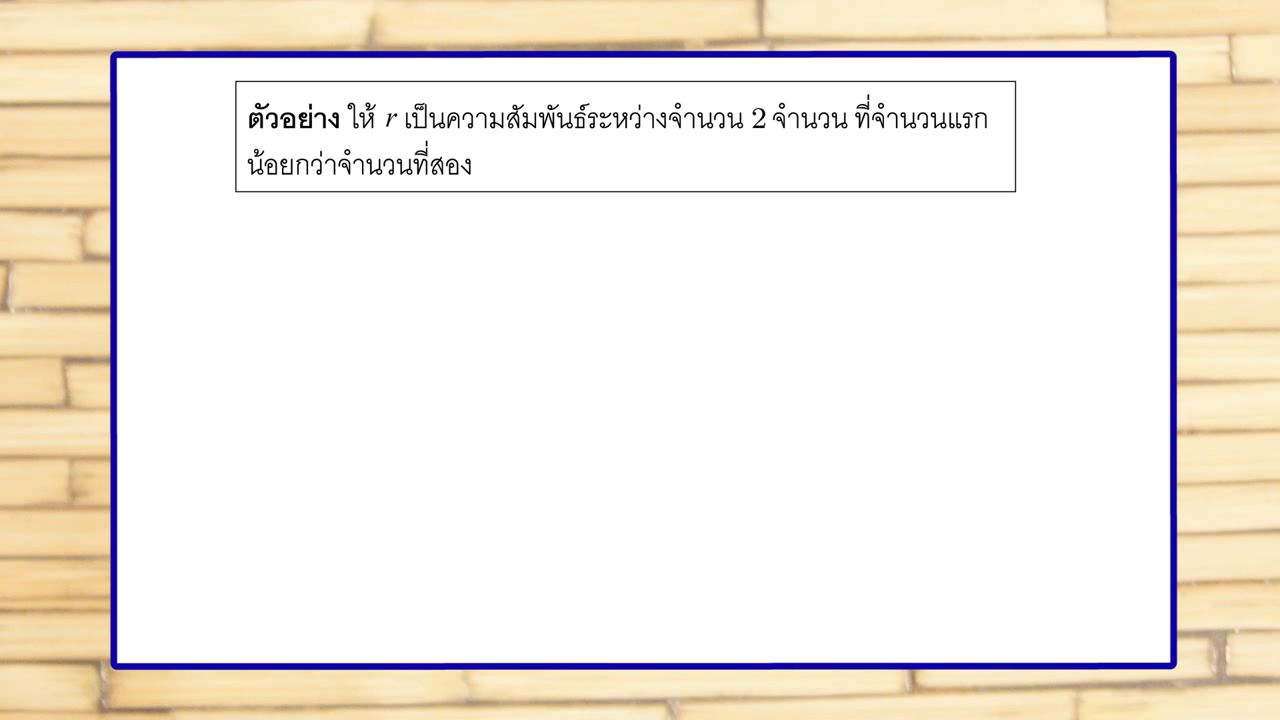 ตัวอย่าง ให้ r เป็นความสัมพันธ์ระหว่างจำนวน 2 จำนวน ที่จำนวนแรก
น้อยกว่าจำนวนที่สอง